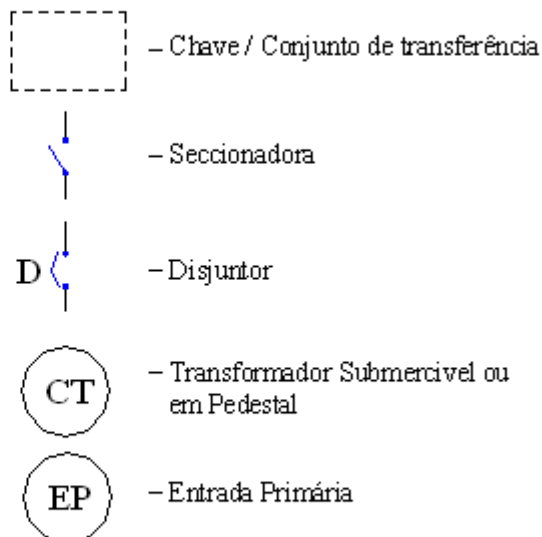 – Chave / Conjunto de transferência
– Seccionadora
D – Disjuntor
CT – Transformador Submercivel ou
em Pedestal
EP – Entrada Primária